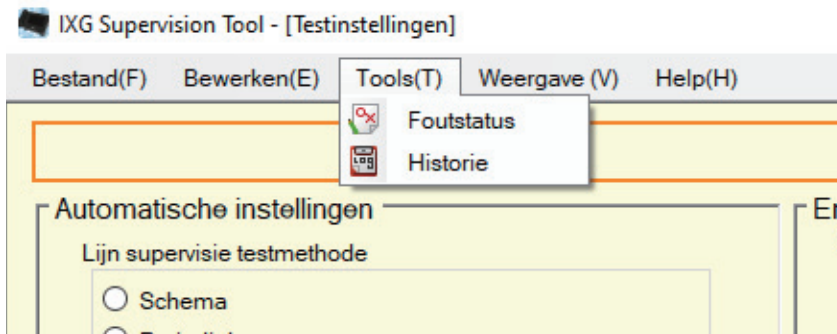 IXG Supervision Tool - [Testinstellingen]
Bestand(F) Bewerken(E) Tools(T) Weergave (V) Help(H)
Foutstatus
Historie
Automatische instellingen
Lijn supervisie testmethode
Schema